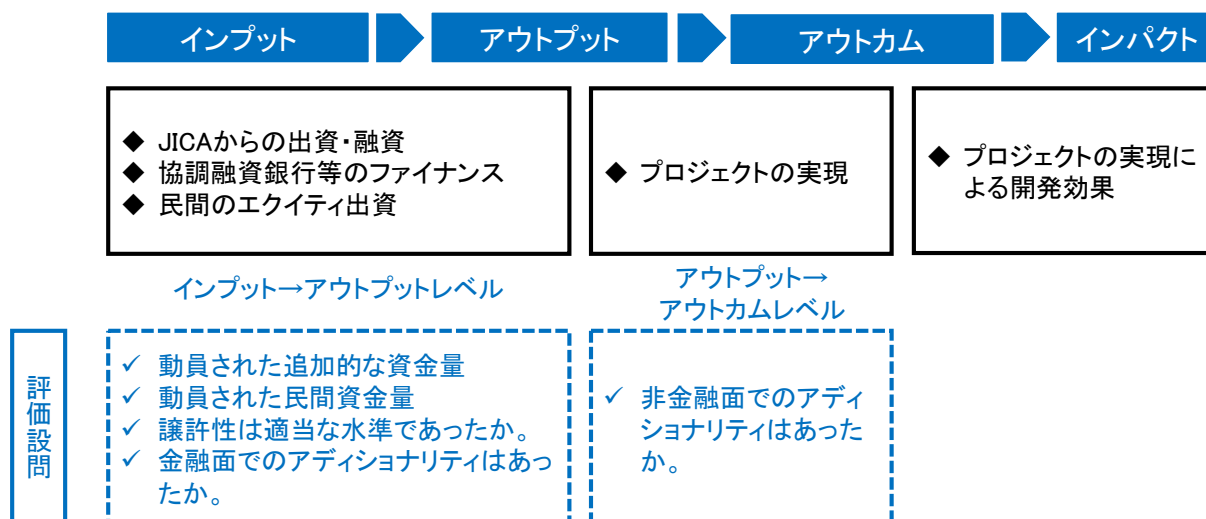 インプット
アウトプット
アウトカム
インパクト
◆ JICAからの出資・融資
◆ 協調融資銀行等のファイナンス
◆ 民間のエクイティ出資
◆ プロジェクトの実現
◆ プロジェクトの実現に
よる開発効果
インプット→アウトプットレベル
アウトプット→
アウトカムレベル
評価設問
✓ 動員された追加的な資金量
✓ 動員された民間資金量
✓ 譲許性は適当な水準であったか。
✓ 金融面でのアディショナリティはあっ
たか。
✓ 非金融面でのアディ
ショナリティはあった
か。